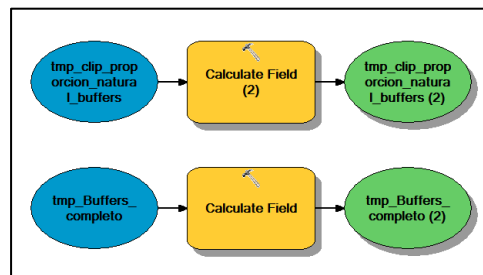 tmp_clip_prop
orcion_natura
l_buffers
Calculate Field
(2)
tmp_clip_prop
orcion_natura
l_buffers (2)
tmp_Buffers_
completo
Calculate Field
tmp_Buffers_
completo (2)